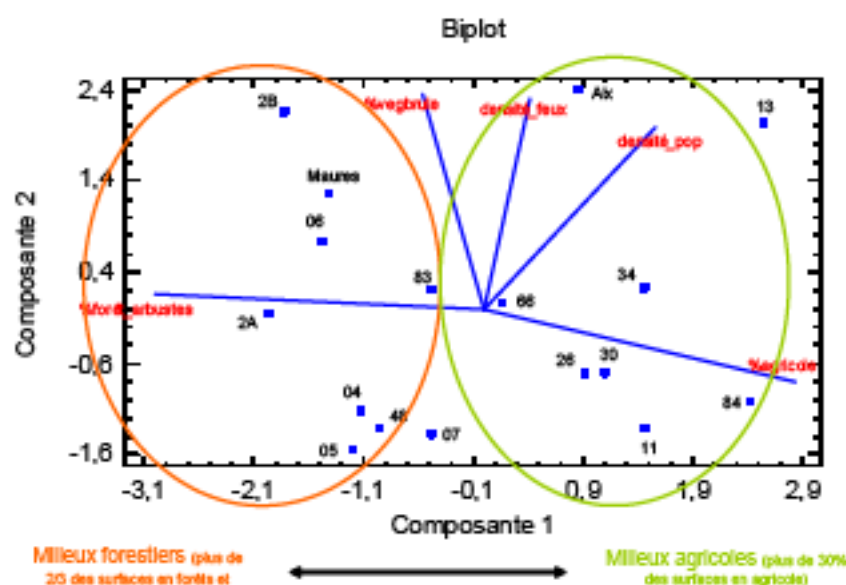 Biplot
2,4
1,4
0,4
-0,6
-1,6
Composante 2
2B
%vegbrule
densité_feux
Aix
13
densité_pop
Maures
06
83
66
34
%forêt_arbustes
2A
26
30
%agricole
84
04
48
07
05
11
-3,1 -2,1 -1,1 -0,1 0,9 1,9 2,9
Composante 1
Milieux forestiers (plus de
2/3 des surfaces en forêts et
Milieux agricoles (plus de 30%
des surfaces en agricole)